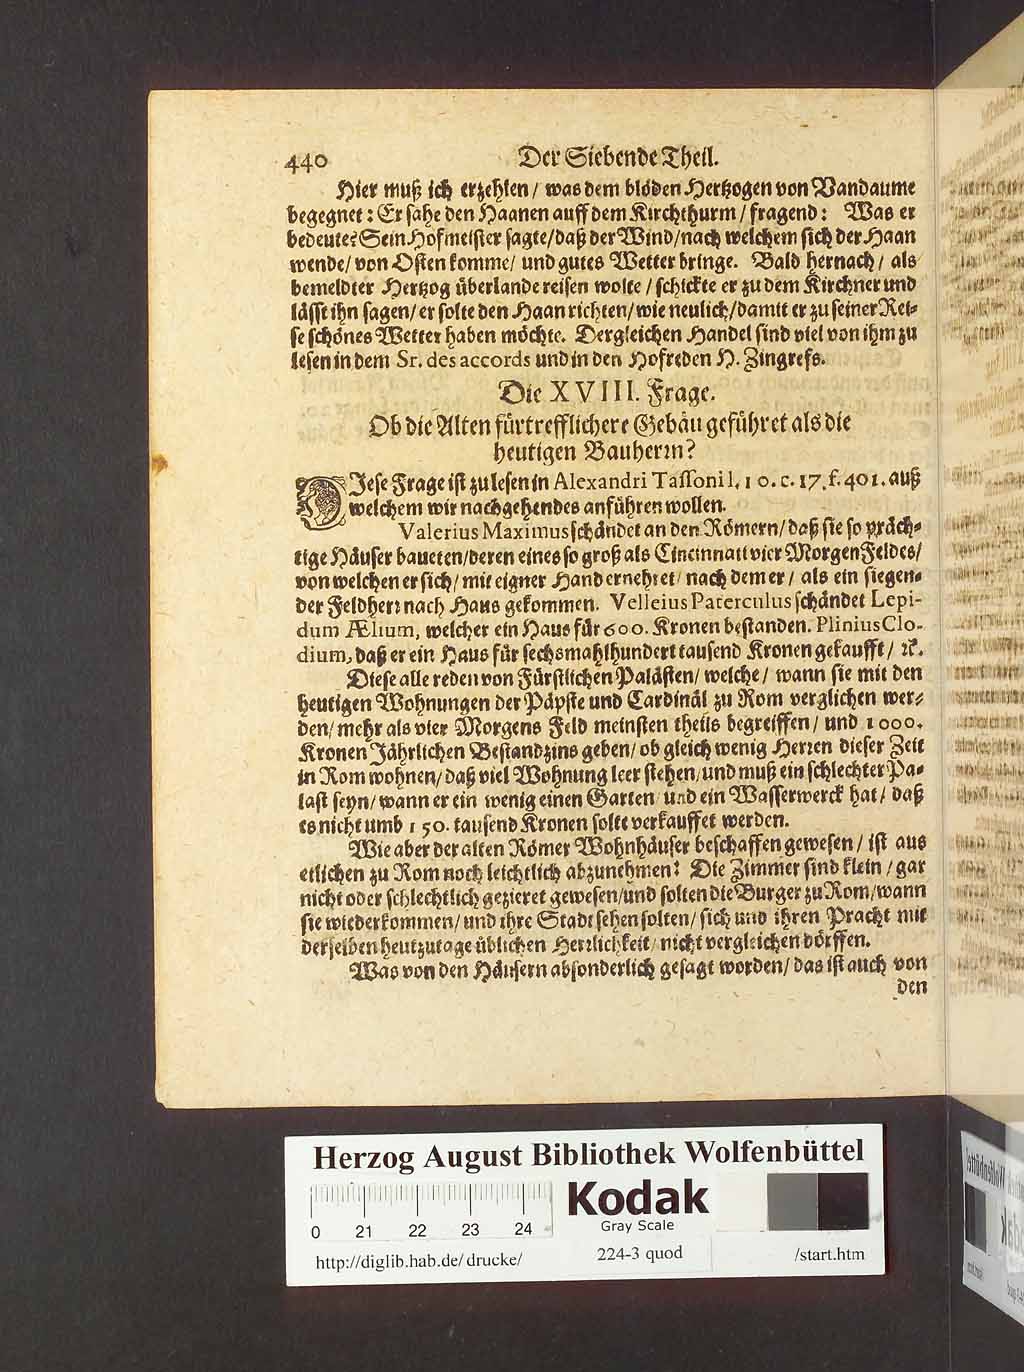 440 Der Siebende Theil.
Hier muß ich erzehlen / was dem blöden Hertzogen von Vandaume
begegnet: Er sahe den Haanen auff dem Kirchthurm / fragend: Was er
bedeute? Sein Hofmeister sagte/ daß der Wind/ nach welchem sich der Haan
wende/ von Osten komme/ und gutes Wetter bringe. Bald hernach / als
bemeldter Hertzog überlande reisen wolte / schickte er zu dem Kirchner und
lässt ihn sagen/ er solte den Haan richten/ wie neulich/ damit er zu seiner Rei-
se schönes Wetter haben möchte. Dergleichen Handel sind viel von ihm zu
lesen in dem Sr. des accords und in den Hofreden H. Zingrefs.
Die XVIII. Frage.
Ob die Alten fürtrefflichere Gebäu geführet als die
heutigen Bauherrn?
DIese Frage ist zu lesen in Alexandri Tassoni l. 10. c. 17. f. 401. auß
welchem wir nachgehendes anführen wollen.
Valerius Maximus schändet an den Römern/ daß sie so präch-
tige Häuser baueten/ deren eines so groß als Cincinnati vier Morgen Feldes/
von welchen er sich/ mit eigner Hand ernehret/ nach dem er/ als ein siegen-
der Feldherr nach Haus gekommen. Velleius Paterculus schändet Lepi-
dum Ælium, welcher ein Haus für 600. Kronen bestanden. Plinius Clo-
dium, daß er ein Haus für sechsmahlhundert tausend Kronen gekaufft / ꝛc.
Diese alle reden von Fürstlichen Palästen/ welche/ wann sie mit den
heutigen Wohnungen der Päpste und Cardinäl zu Rom verglichen wer-
den/ mehr als vier Morgens Feld meinsten theils begreiffen/ und 1000.
Kronen Jährlichen Bestandzins geben/ ob gleich wenig Herren dieser Zeit
in Rom wohnen/ daß viel Wohnung leer stehen/ und muß ein schlechter Pa-
last seyn/ wann er ein wenig einen Garten und ein Wasserwerck hat/ daß
es nicht umb 150. tausend Kronen solte verkauffet werden.
Wie aber der alten Römer Wohnhäuser beschaffen gewesen/ ist aus
etlichen zu Rom noch leichtlich abzunehmen: Die Zimmer sind klein / gar
nicht oder schlechtlich gezieret gewesen/ und solten die Burger zu Rom/ wann
sie wiederkommen/ und ihre Stadt sehen solten/ sich und ihren Pracht mit
derselben heutzutage üblichen Herrlichkeit/ nicht vergleichen dörffen.
Was von den Häusern absonderlich gesagt worden/ das ist auch von
den
Herzog August Bibliothek Wolfenbüttel
0 21 22 23 24
Kodak
Gray Scale
http://diglib.hab.de/drucke/ 224-3 quod /start.htm